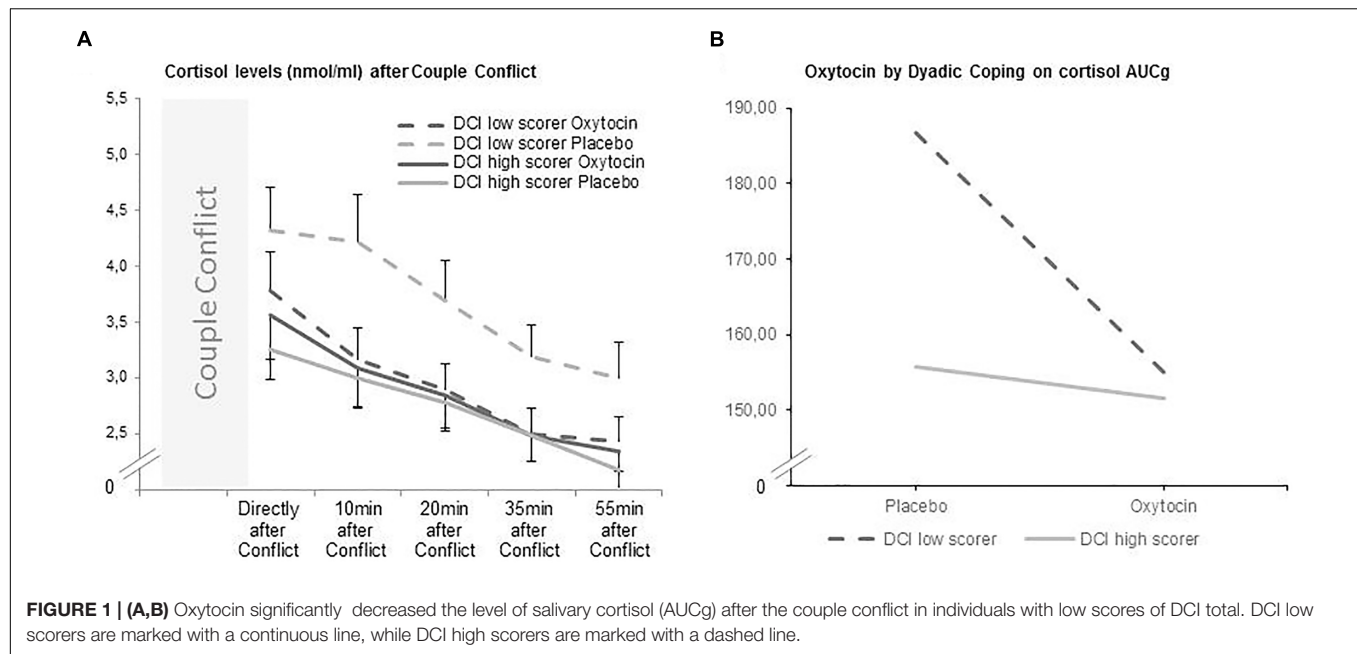 A
Cortisol levels (nmol/ml) after Couple Conflict
5,5
5,0
4,5
4,0
3,5
3,0
2,5
0
Couple Conflict
DCI low scorer Oxytocin
DCI low scorer Placebo
DCI high scorer Oxytocin
DCI high scorer Placebo
Directly after Conflict
10min after Conflict
20min after Conflict
35min after Conflict
55min after Conflict
B
Oxytocin by Dyadic Coping on cortisol AUCg
190,00
180,00
170,00
160,00
150,00
0
Placebo
Oxytocin
DCI low scorer
DCI high scorer
FIGURE 1 | (A,B) Oxytocin significantly decreased the level of salivary cortisol (AUCg) after the couple conflict in individuals with low scores of DCI total. DCI low
scorers are marked with a continuous line, while DCI high scorers are marked with a dashed line.